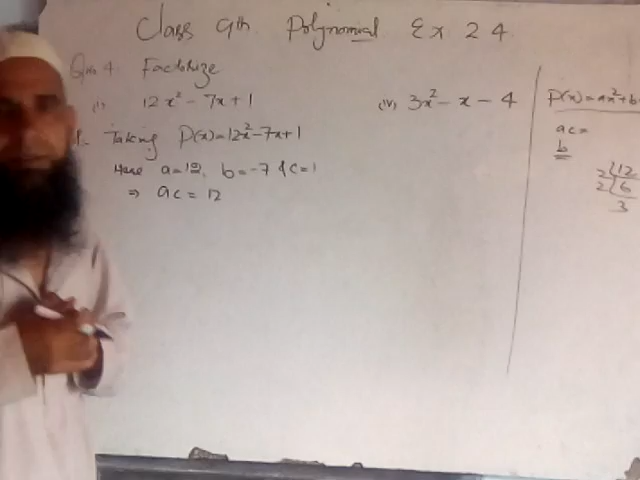 Class 9th Polynomial Ex 2 4
Qno 4. Factorize
(i) 12x² - 7x + 1
(iv) 3x² - x - 4
Taking P(x) = 12x² - 7x + 1
Here a = 12, b = -7 & c = 1
⇒ ac = 12
P(x) = ax² + b
ac =
b
2 | 12
2 | 6
3